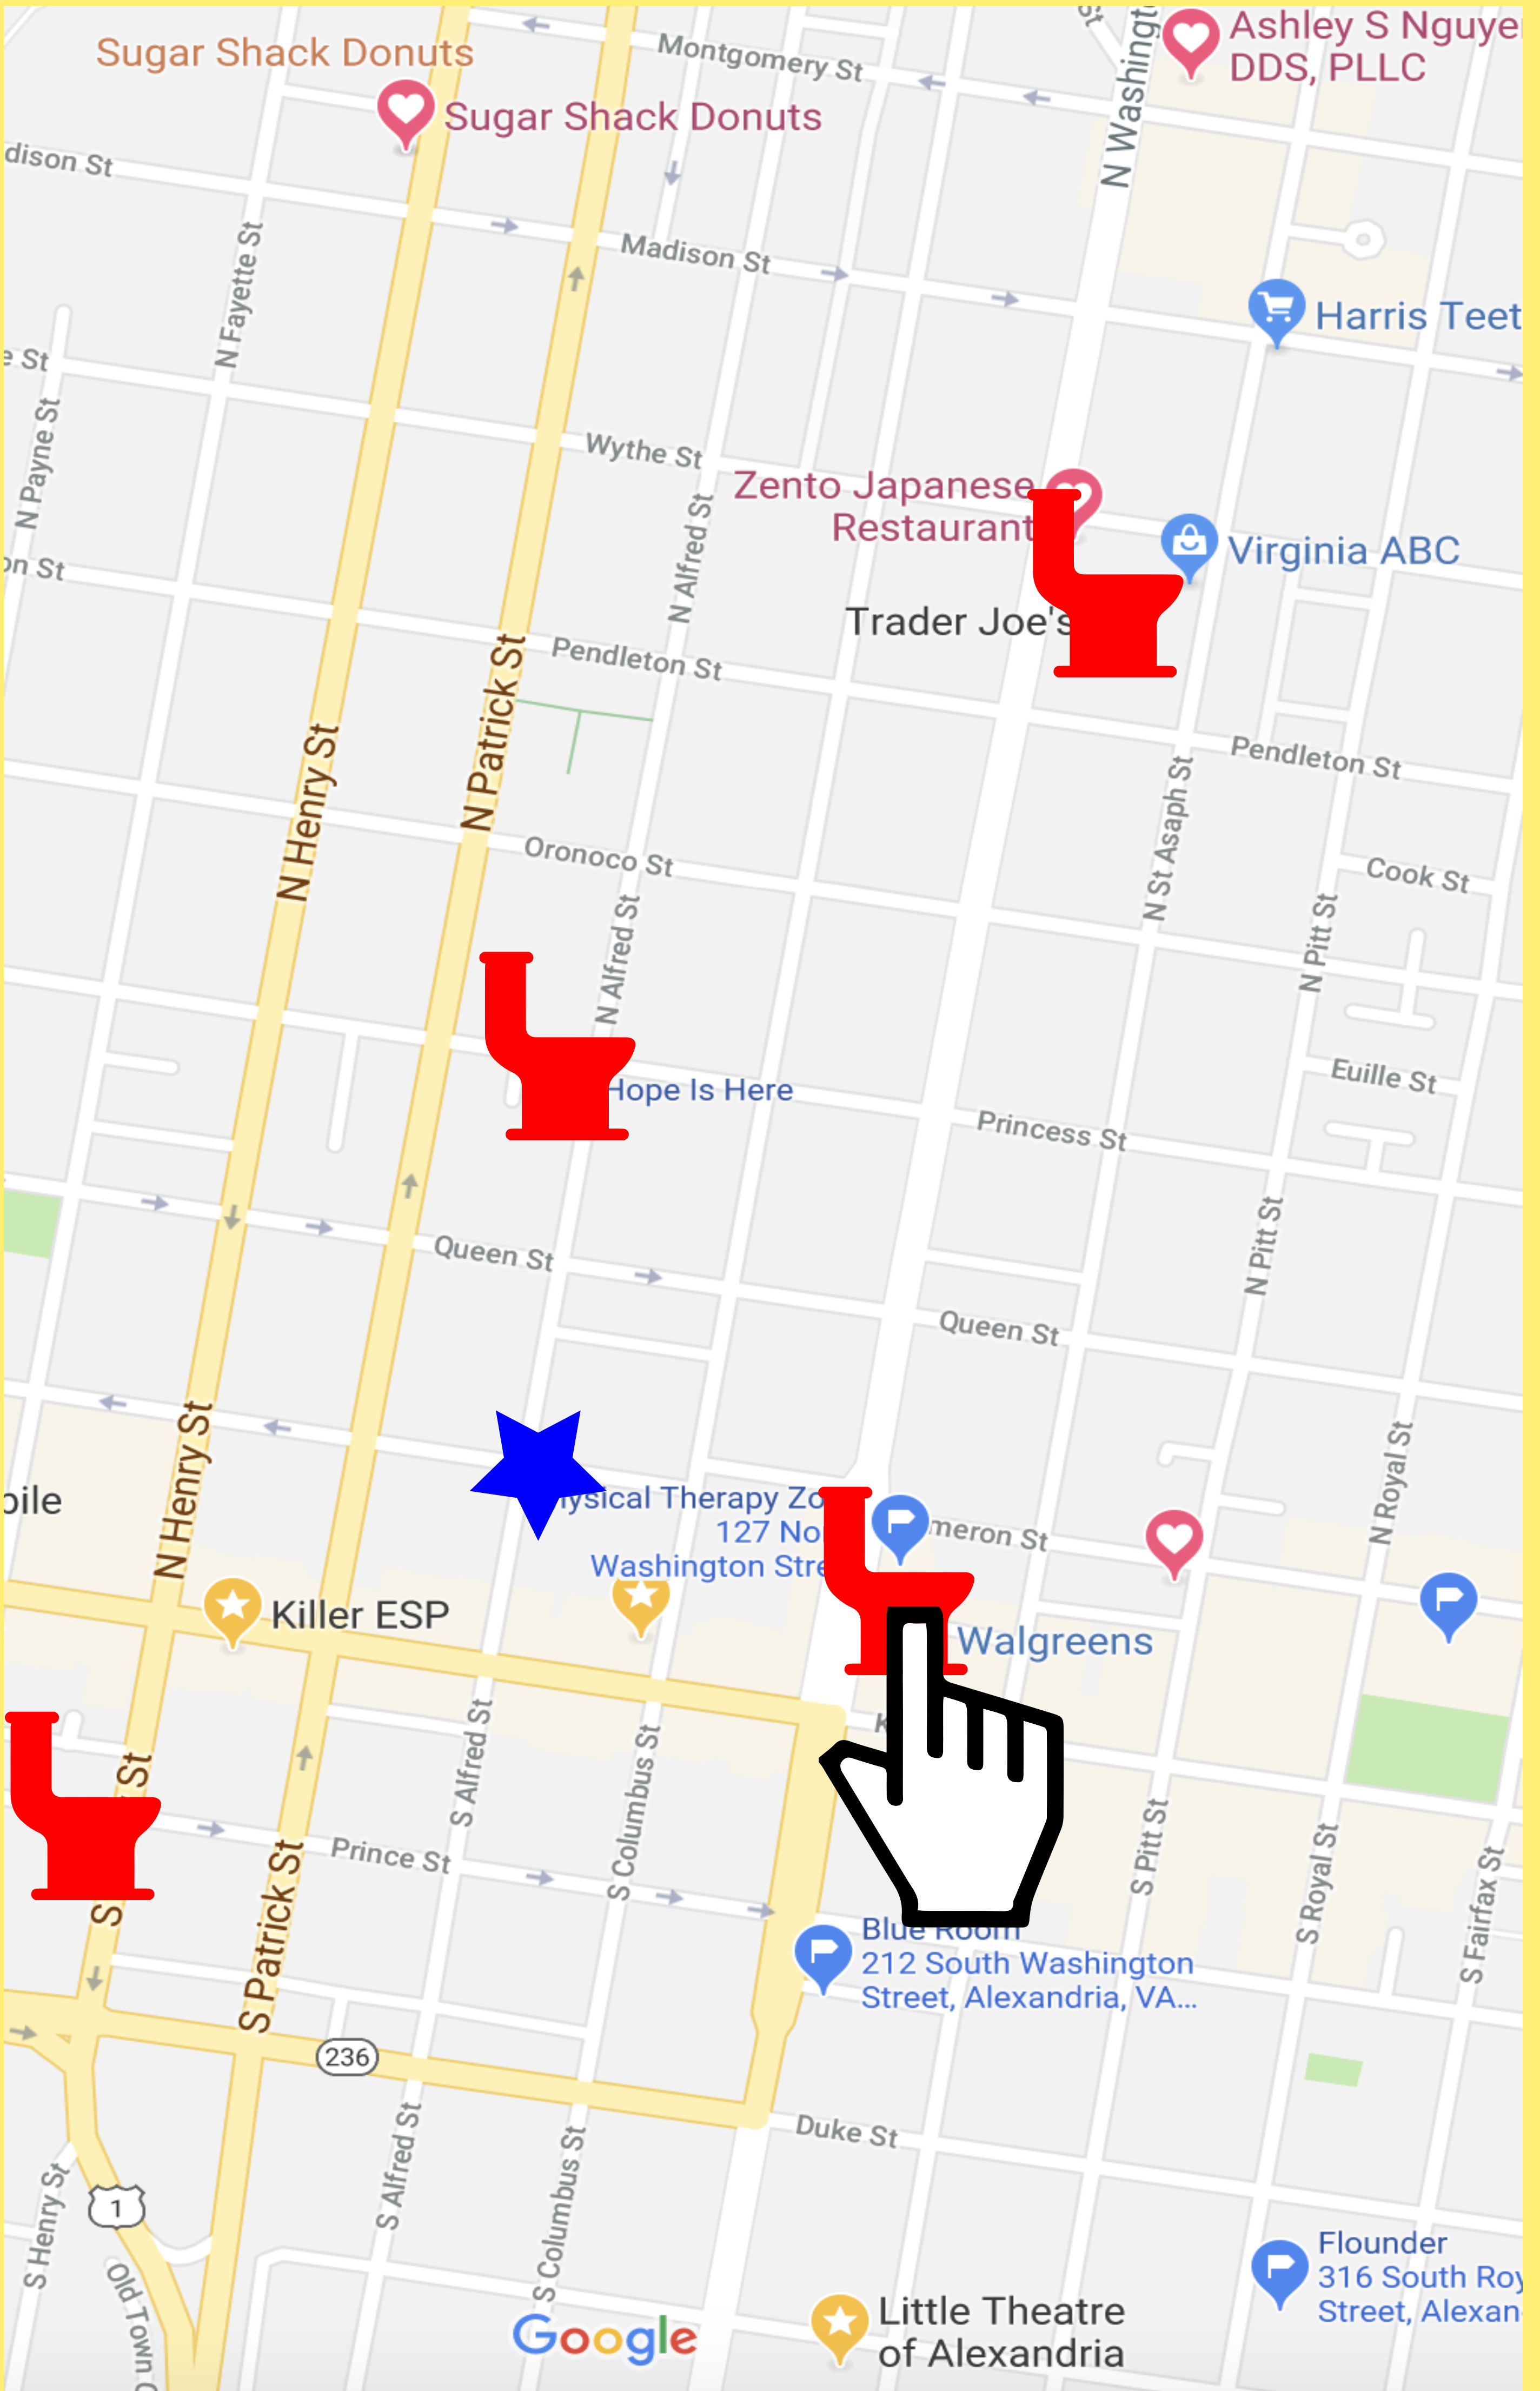 Montgomery St
St
N Washingt
Ashley S Nguye
DDS, PLLC
Sugar Shack Donuts
Sugar Shack Donuts
dison St
Madison St
N Fayette St
Harris Teet
e St
N Payne St
Wythe St
Zento Japanese
Restaurant
Virginia ABC
on St
N Alfred St
Trader Joe's
Pendleton St
N Patrick St
N Henry St
Pendleton St
N St Asaph St
Oronoco St
Cook St
N Alfred St
N Pitt St
Hope Is Here
Euille St
Princess St
Queen St
N Pitt St
Queen St
N Henry St
N Royal St
bile
ysical Therapy Zo
127 No
Washington Stre
meron St
Killer ESP
Walgreens
K
St
S Alfred St
S Columbus St
Prince St
S Pitt St
S Royal St
S Fairfax St
S
S Patrick St
Blue Room
212 South Washington
Street, Alexandria, VA...
236
Duke St
S Alfred St
S Columbus St
1
S Henry St
Old Town C
Flounder
316 South Roy
Street, Alexan
Google
Little Theatre
of Alexandria